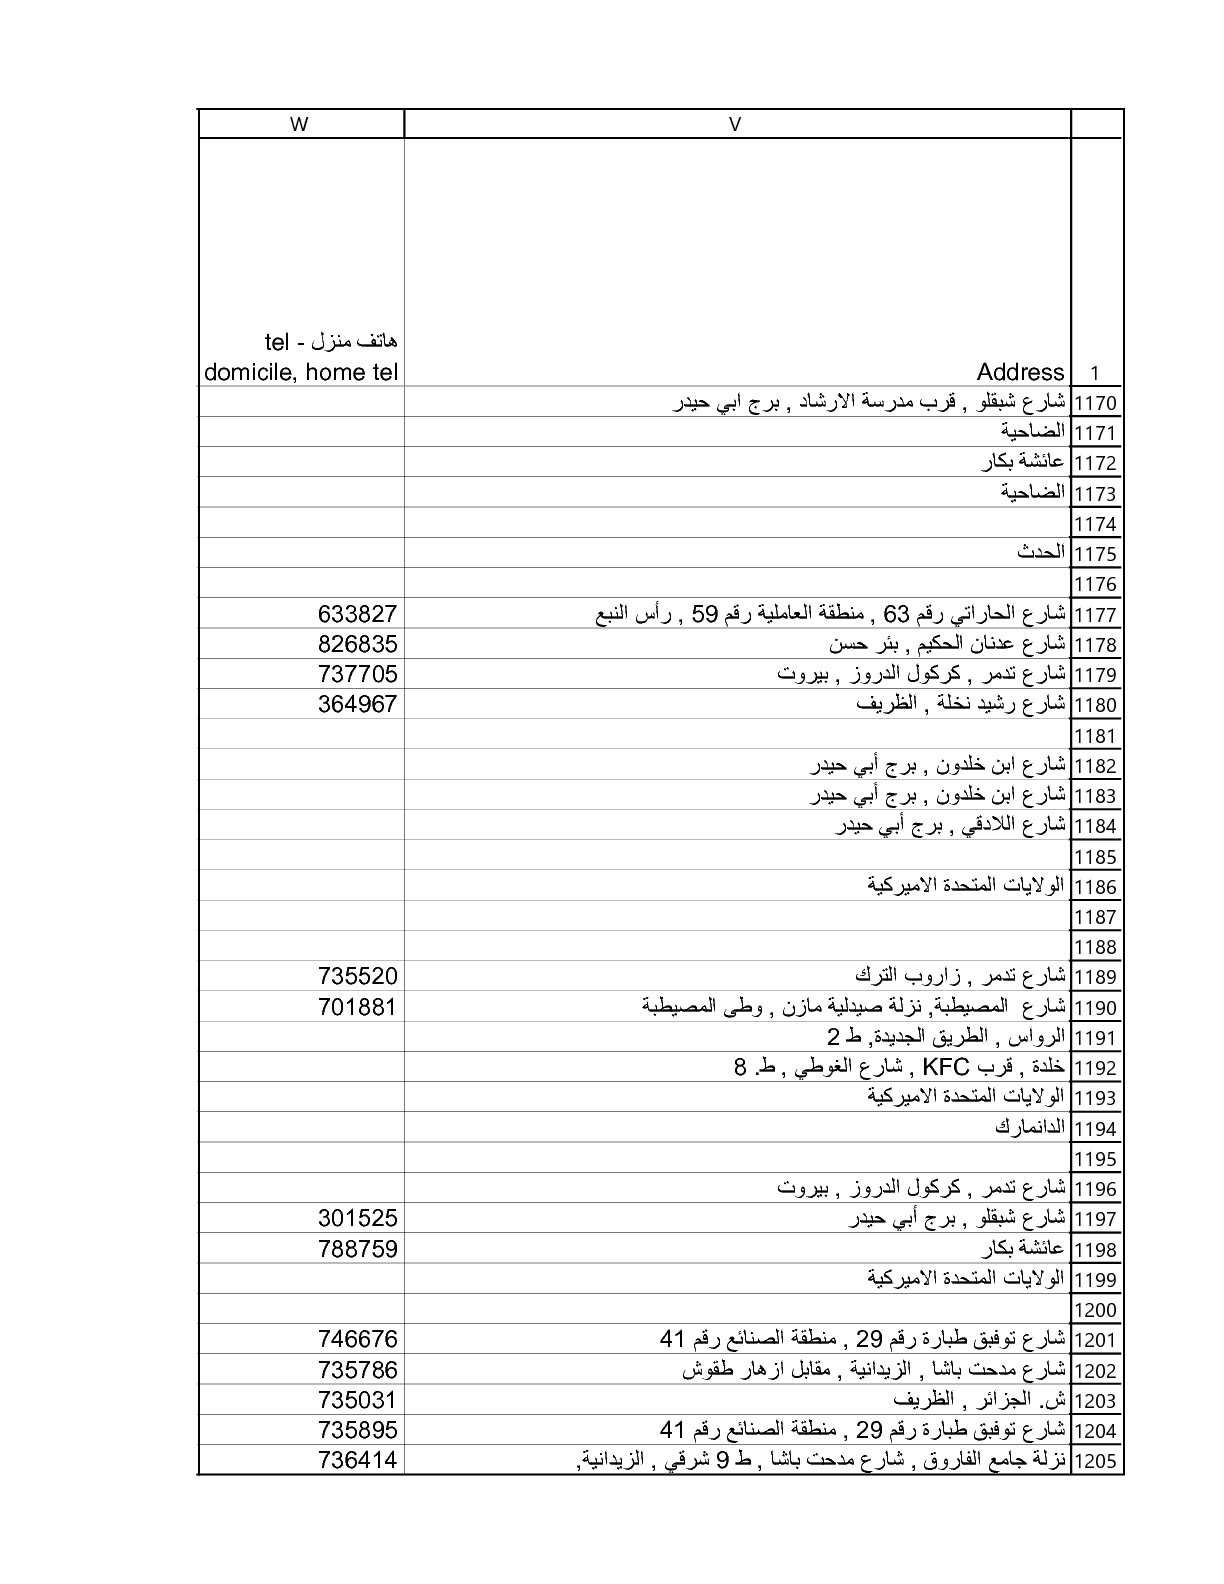 V
W
1
Address
هاتف منزل - tel
domicile, home tel
1170 شارع شبقلو , قرب مدرسة الارشاد , برج ابي حيدر
1171 الضاحية
1172 عائشة بكار
1173 الضاحية
1174
1175 الحدث
1176
1177 شارع الحاراتي رقم 63 , منطقة العاملية رقم 59 , رأس النبع 633827
1178 شارع عدنان الحكيم , بئر حسن 826835
1179 شارع تدمر , كركول الدروز , بيروت 737705
1180 شارع رشيد نخلة , الظريف 364967
1181
1182 شارع ابن خلدون , برج أبي حيدر
1183 شارع ابن خلدون , برج أبي حيدر
1184 شارع اللادقي , برج أبي حيدر
1185
1186 الولايات المتحدة الاميركية
1187
1188
1189 شارع تدمر , زاروب الترك 735520
1190 شارع المصيطبة, نزلة صيدلية مازن , وطى المصيطبة 701881
1191 الرواس , الطريق الجديدة, ط 2
1192 خلدة , قرب KFC , شارع الغوطي , ط. 8
1193 الولايات المتحدة الاميركية
1194 الدانمارك
1195
1196 شارع تدمر , كركول الدروز , بيروت
1197 شارع شبقلو , برج أبي حيدر 301525
1198 عائشة بكار 788759
1199 الولايات المتحدة الاميركية
1200
1201 شارع توفيق طبارة رقم 29 , منطقة الصنائع رقم 41 746676
1202 شارع مدحت باشا , الزيدانية , مقابل ازهار طقوش 735786
1203 ش. الجزائر , الظريف 735031
1204 شارع توفيق طبارة رقم 29 , منطقة الصنائع رقم 41 735895
1205 نزلة جامع الفاروق , شارع مدحت باشا , ط 9 شرقي , الزيدانية, 736414